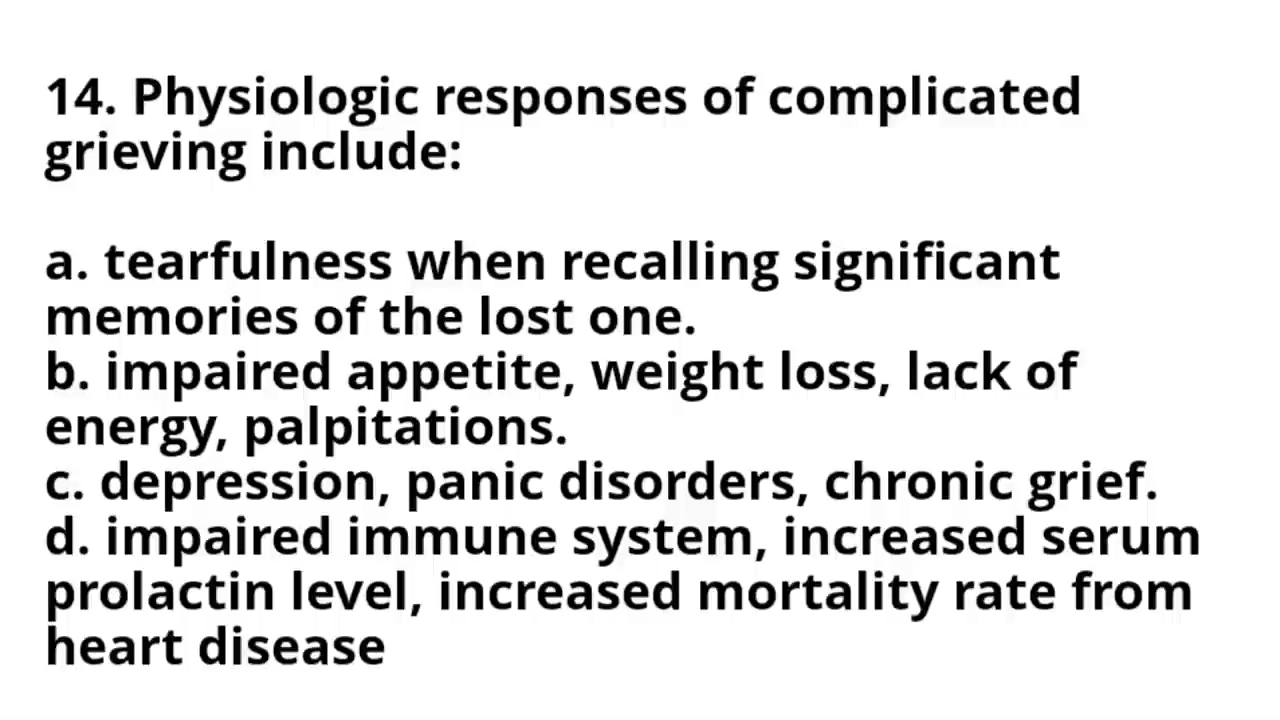 14. Physiologic responses of complicated
grieving include:
a. tearfulness when recalling significant
memories of the lost one.
b. impaired appetite, weight loss, lack of
energy, palpitations.
c. depression, panic disorders, chronic grief.
d. impaired immune system, increased serum
prolactin level, increased mortality rate from
heart disease